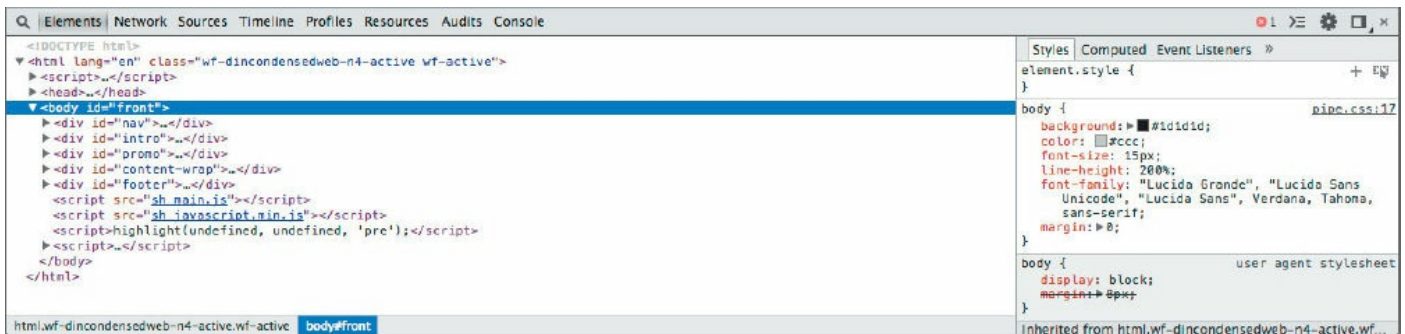 Elements Network Sources Timeline Profiles Resources Audits Console
1
×
<!DOCTYPE html>
<html lang="en" class="wf-dincondensedweb-n4-active wf-active">
<script>…</script>
<head>…</head>
<body id="front">
<div id="nav">…</div>
<div id="intro">…</div>
<div id="promo">…</div>
<div id="content-wrap">…</div>
<div id="footer">…</div>
<script src="sh_main.js"></script>
<script src="sh_javascript.min.js"></script>
<script>highlight(undefined, undefined, 'pre');</script>
<script>…</script>
</body>
</html>
html.wf-dincondensedweb-n4-active.wf-active body#front
Styles Computed Event Listeners »
element.style {
}
body { pipe.css:17
background: #1d1d1d;
color: #ccc;
font-size: 15px;
line-height: 200%;
font-family: "Lucida Grande", "Lucida Sans
Unicode", "Lucida Sans", Verdana, Tahoma,
sans-serif;
margin: 0;
}
body { user agent stylesheet
display: block;
margin: 8px;
}
Inherited from html.wf-dincondensedweb-n4-active.wf…